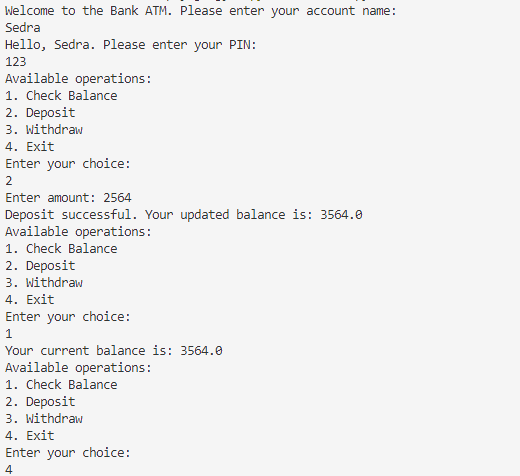 Welcome to the Bank ATM. Please enter your account name:
Sedra
Hello, Sedra. Please enter your PIN:
123
Available operations:
1. Check Balance
2. Deposit
3. Withdraw
4. Exit
Enter your choice:
2
Enter amount: 2564
Deposit successful. Your updated balance is: 3564.0
Available operations:
1. Check Balance
2. Deposit
3. Withdraw
4. Exit
Enter your choice:
1
Your current balance is: 3564.0
Available operations:
1. Check Balance
2. Deposit
3. Withdraw
4. Exit
Enter your choice:
4